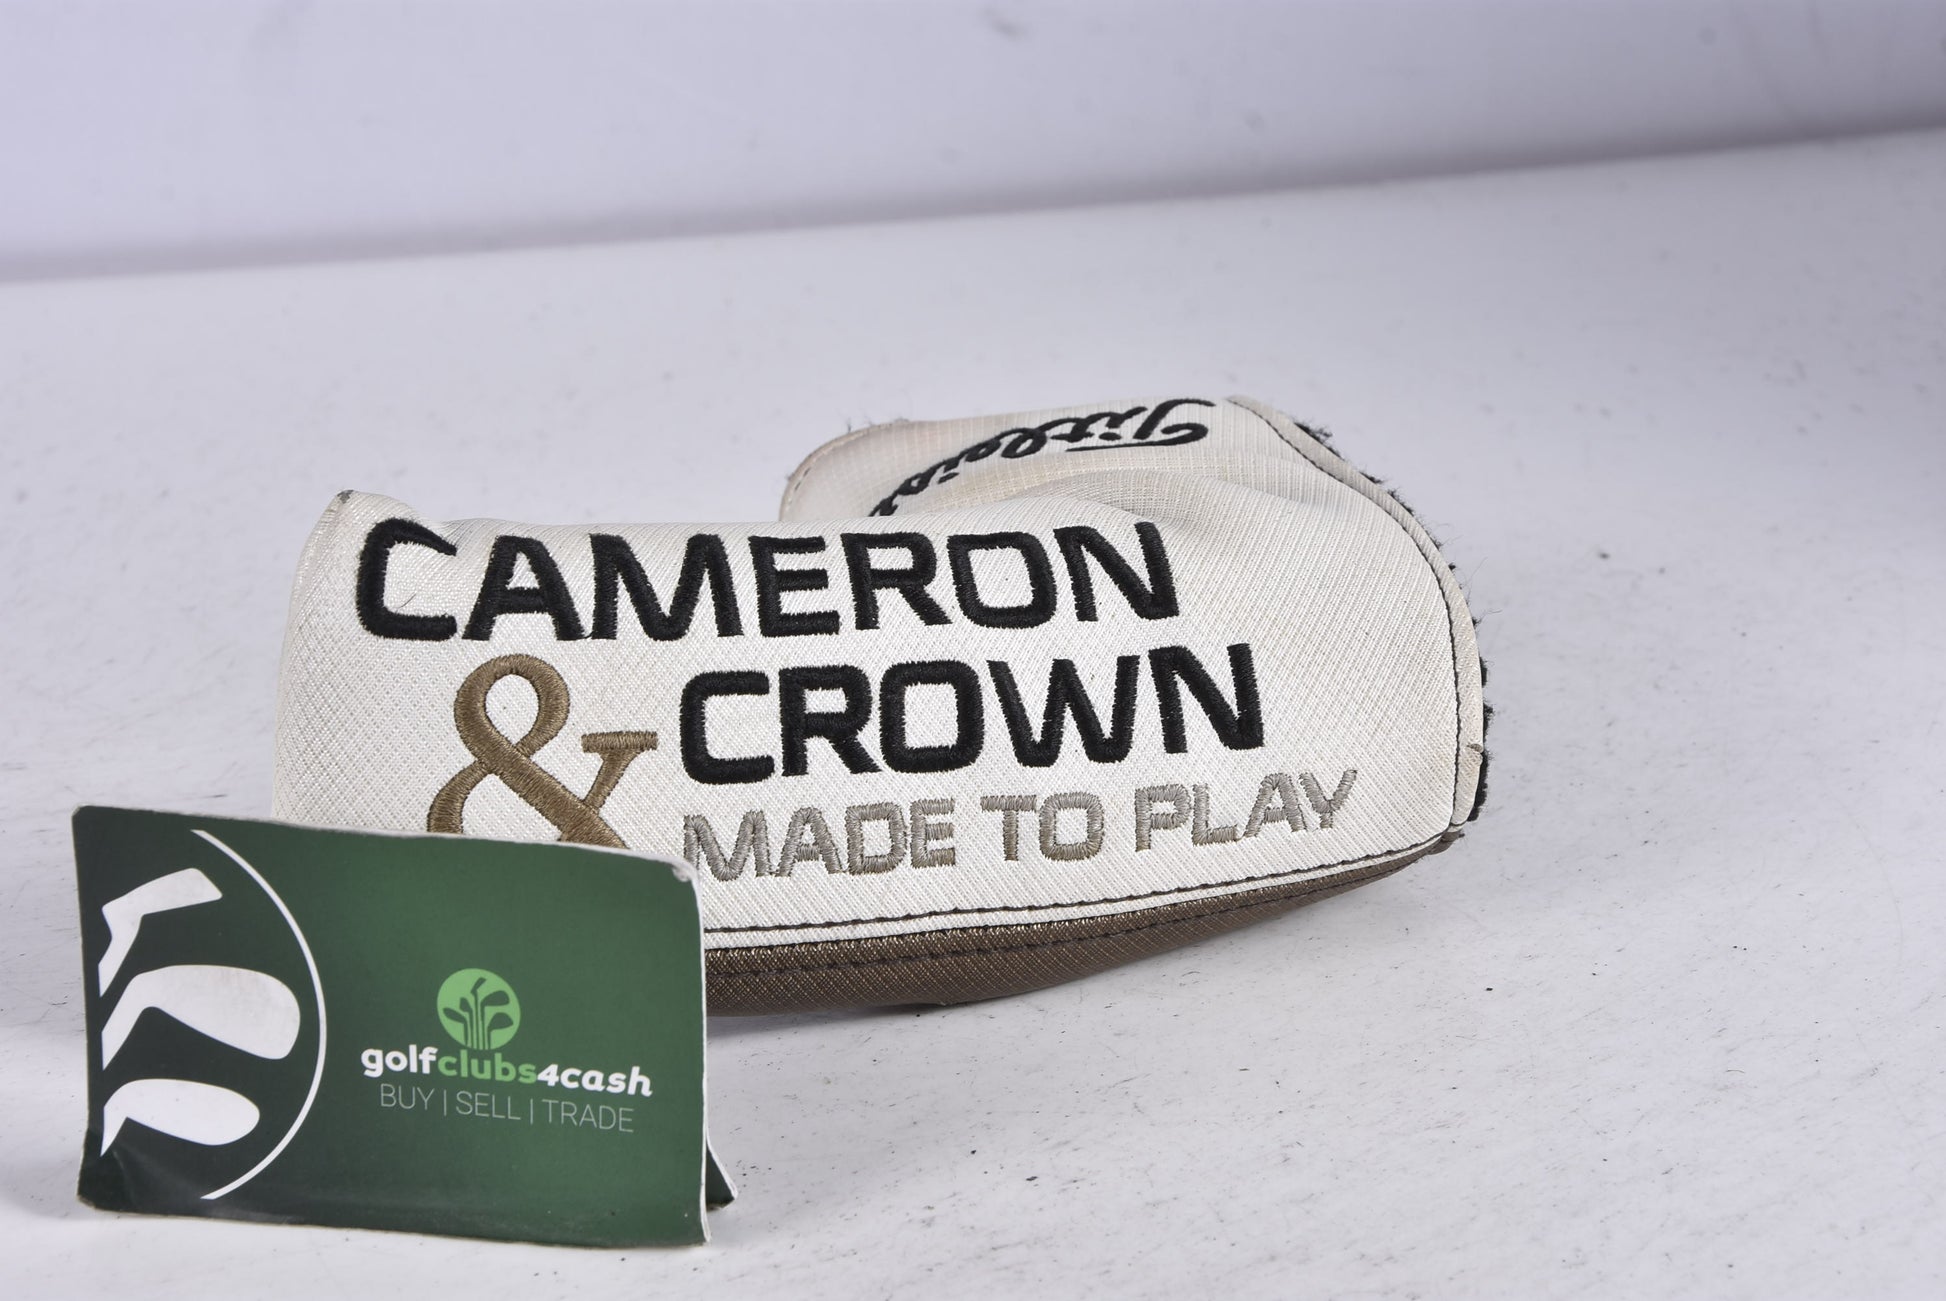 Titleist
CAMERON
& CROWN
MADE TO PLAY
golfclubs4cash
BUY | SELL | TRADE